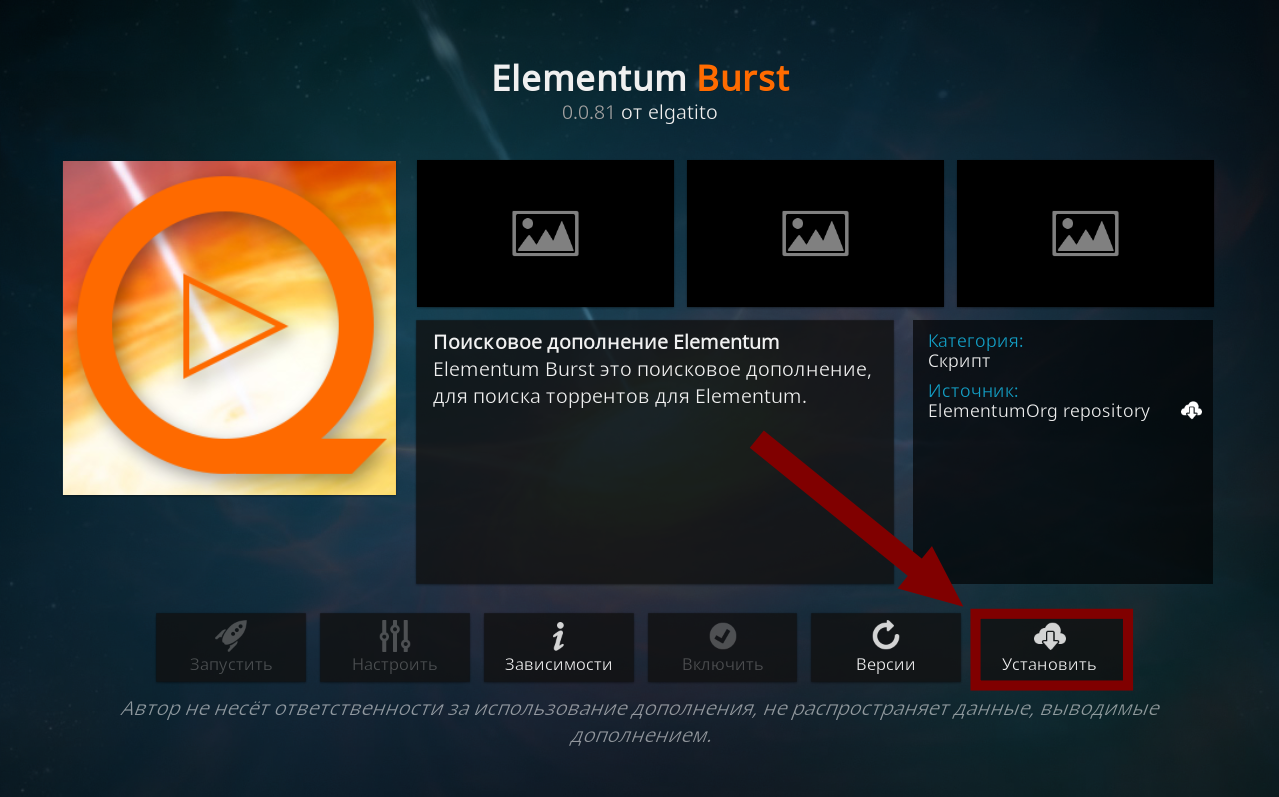 Elementum Burst
0.0.81 от elgatito
Поисковое дополнение Elementum
Elementum Burst это поисковое дополнение,
для поиска торрентов для Elementum.
Категория:
Скрипт
Источник:
ElementumOrg repository
Запустить
Настроить
Зависимости
Включить
Версии
Установить
Автор не несёт ответственности за использование дополнения, не распространяет данные, выводимые
дополнением.